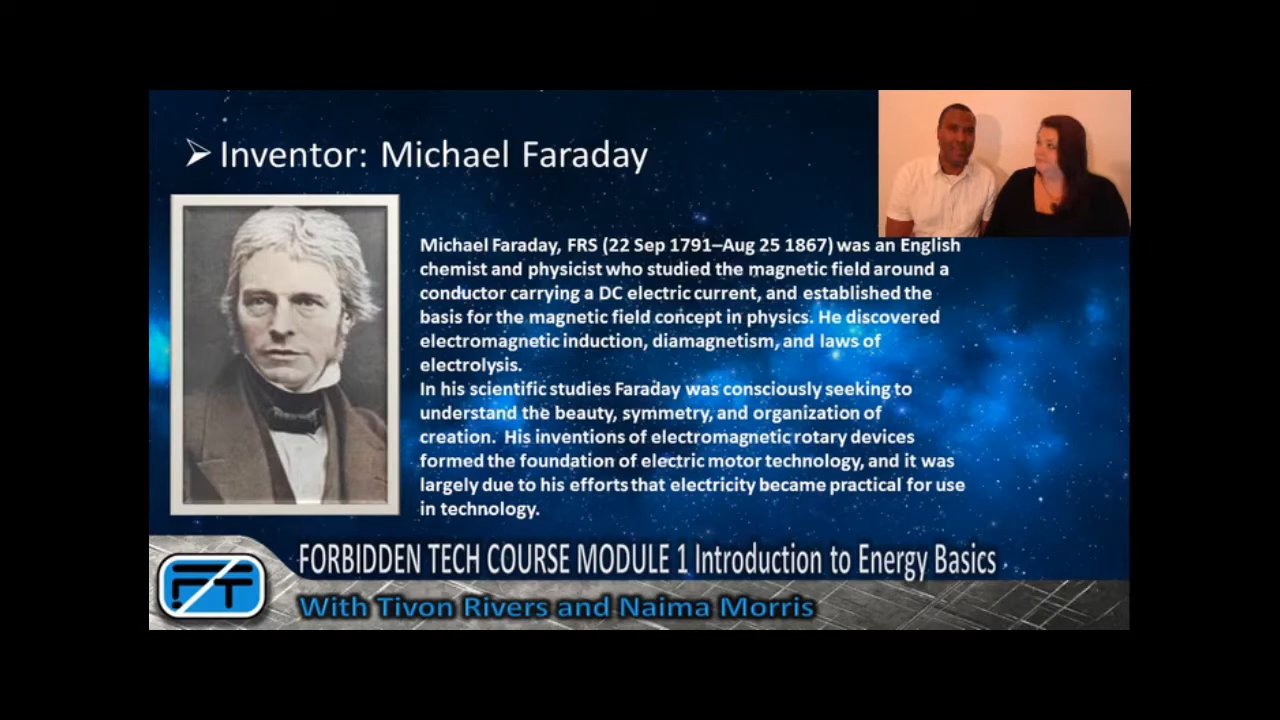 Inventor: Michael Faraday
Michael Faraday, FRS (22 Sep 1791–Aug 25 1867) was an English
chemist and physicist who studied the magnetic field around a
conductor carrying a DC electric current, and established the
basis for the magnetic field concept in physics. He discovered
electromagnetic induction, diamagnetism, and laws of
electrolysis.
In his scientific studies Faraday was consciously seeking to
understand the beauty, symmetry, and organization of
creation.  His inventions of electromagnetic rotary devices
formed the foundation of electric motor technology, and it was
largely due to his efforts that electricity became practical for use
in technology.
FORBIDDEN TECH COURSE MODULE 1 Introduction to Energy Basics
FT
With Tivon Rivers and Naima Morris